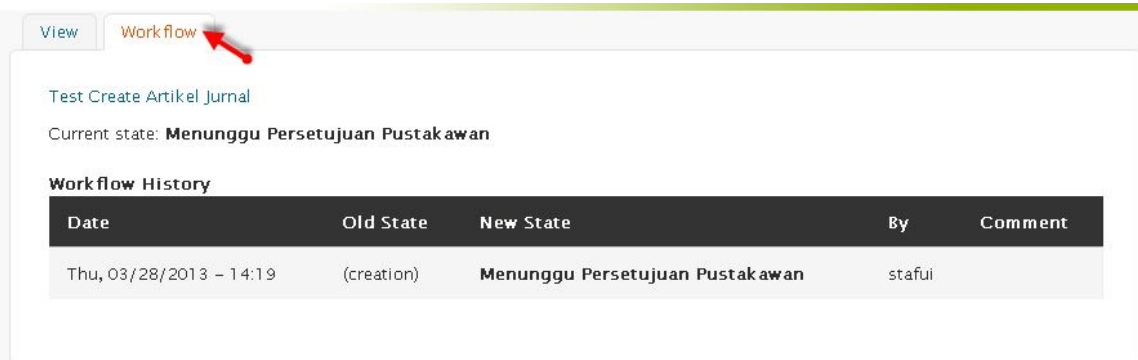 View Workflow
Test Create Artikel Jurnal
Current state: Menunggu Persetujuan Pustakawan
Workflow History
Date Old State New State By Comment
Thu, 03/28/2013 - 14:19 (creation) Menunggu Persetujuan Pustakawan stafui